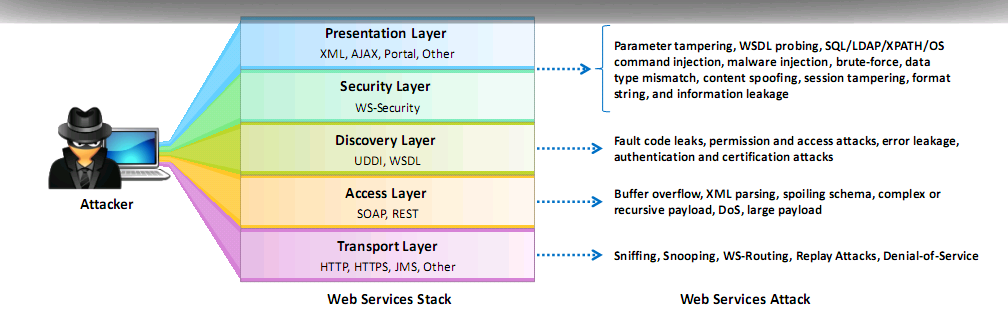 Presentation Layer
XML, AJAX, Portal, Other
Parameter tampering, WSDL probing, SQL/LDAP/XPATH/OS
command injection, malware injection, brute-force, data
type mismatch, content spoofing, session tampering, format
string, and information leakage
Security Layer
WS-Security
Discovery Layer
UDDI, WSDL
Fault code leaks, permission and access attacks, error leakage,
authentication and certification attacks
Access Layer
SOAP, REST
Buffer overflow, XML parsing, spoiling schema, complex or
recursive payload, DoS, large payload
Transport Layer
HTTP, HTTPS, JMS, Other
Sniffing, Snooping, WS-Routing, Replay Attacks, Denial-of-Service
Attacker
Web Services Stack
Web Services Attack